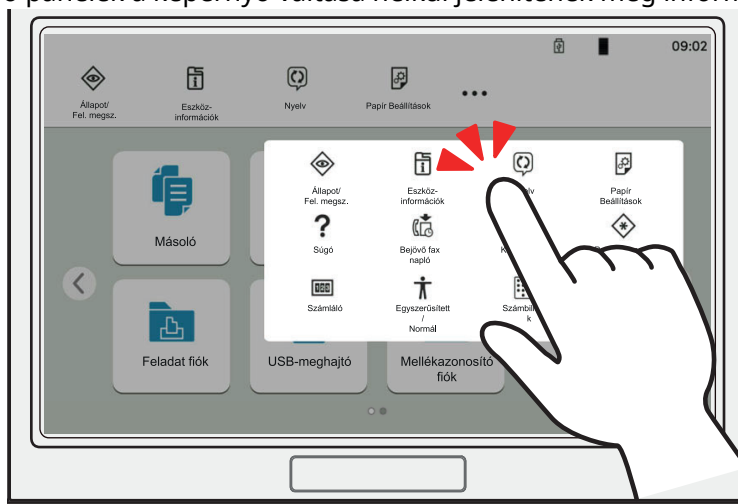 09:02
Állapot/
Fel. megsz.
Eszköz-
információk
Nyelv
Papír Beállítások
Állapot/
Fel. megsz.
Eszköz-
információk
Papír
Beállítások
Súgó
Bejövő fax
napló
Számláló
Egyszerűsített
/
Normál
Másoló
Feladat fiók
USB-meghajtó
Mellékazonosító
fiók